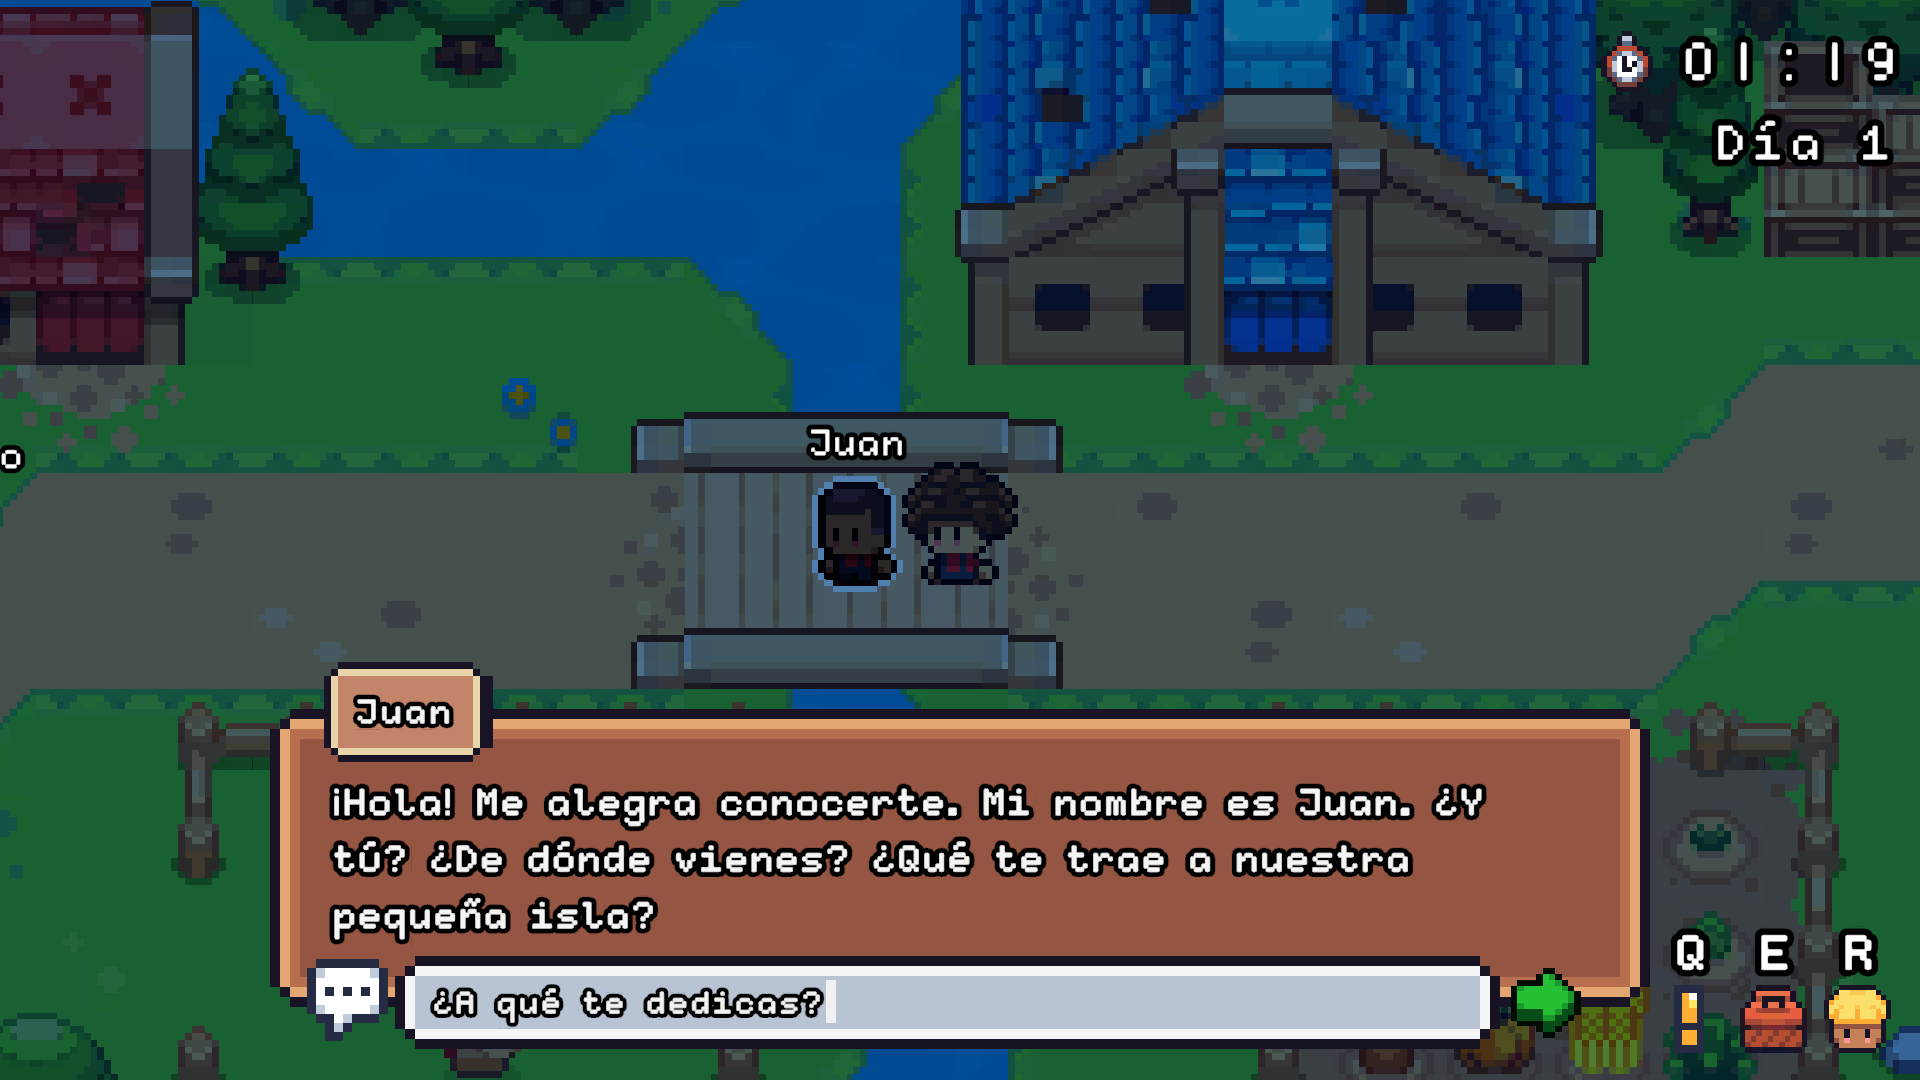 01:19
Día 1
Juan
o
Juan
¡Hola! Me alegra conocerte. Mi nombre es Juan. ¿Y
tú? ¿De dónde vienes? ¿Qué te trae a nuestra
pequeña isla?
¿A qué te dedicas?
Q E R